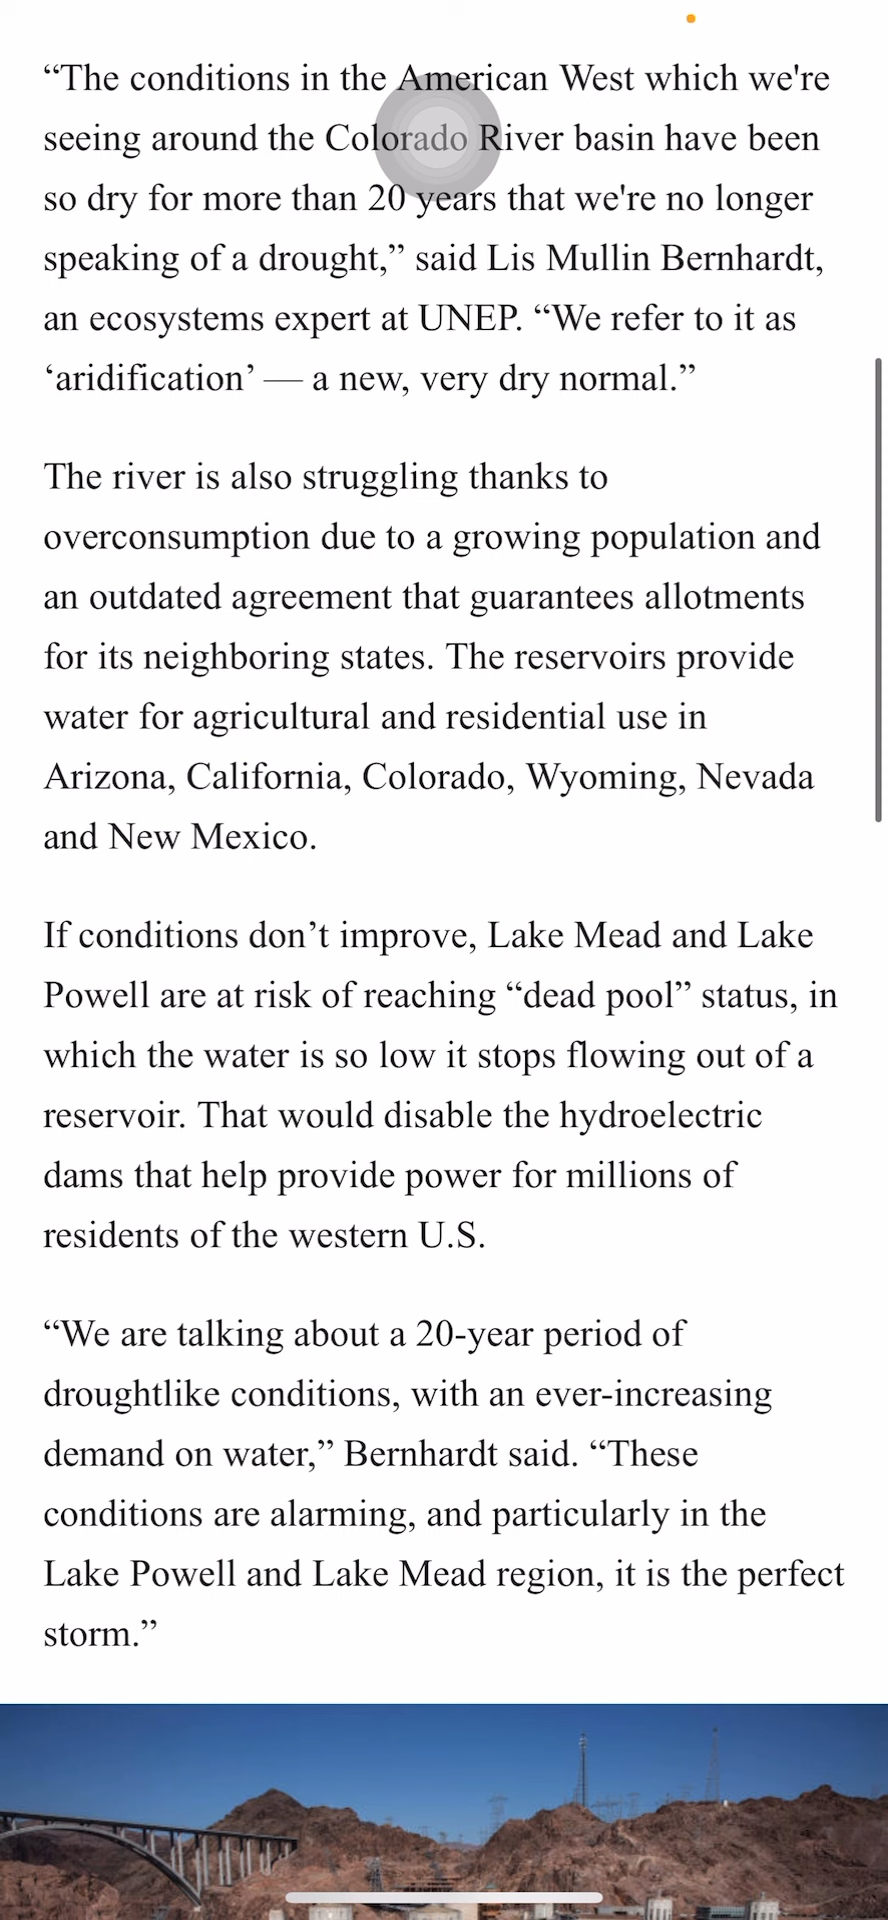 “The conditions in the American West which we're
seeing around the Colorado River basin have been
so dry for more than 20 years that we're no longer
speaking of a drought,” said Lis Mullin Bernhardt,
an ecosystems expert at UNEP. “We refer to it as
‘aridification’ — a new, very dry normal.”
The river is also struggling thanks to
overconsumption due to a growing population and
an outdated agreement that guarantees allotments
for its neighboring states. The reservoirs provide
water for agricultural and residential use in
Arizona, California, Colorado, Wyoming, Nevada
and New Mexico.
If conditions don’t improve, Lake Mead and Lake
Powell are at risk of reaching “dead pool” status, in
which the water is so low it stops flowing out of a
reservoir. That would disable the hydroelectric
dams that help provide power for millions of
residents of the western U.S.
“We are talking about a 20-year period of
droughtlike conditions, with an ever-increasing
demand on water,” Bernhardt said. “These
conditions are alarming, and particularly in the
Lake Powell and Lake Mead region, it is the perfect
storm.”